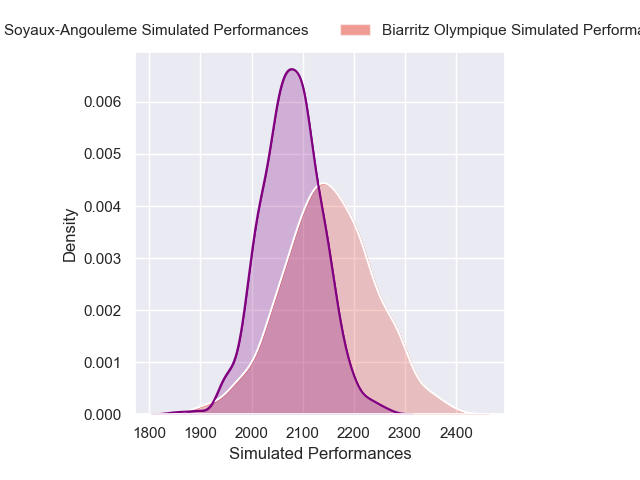 Soyaux-Angouleme Simulated Performances
Biarritz Olympique Simulated
0.006
0.005
0.004
0.003
0.002
0.001
0.000
Density
1800 1900 2000 2100 2200 2300 2400
Simulated Performances